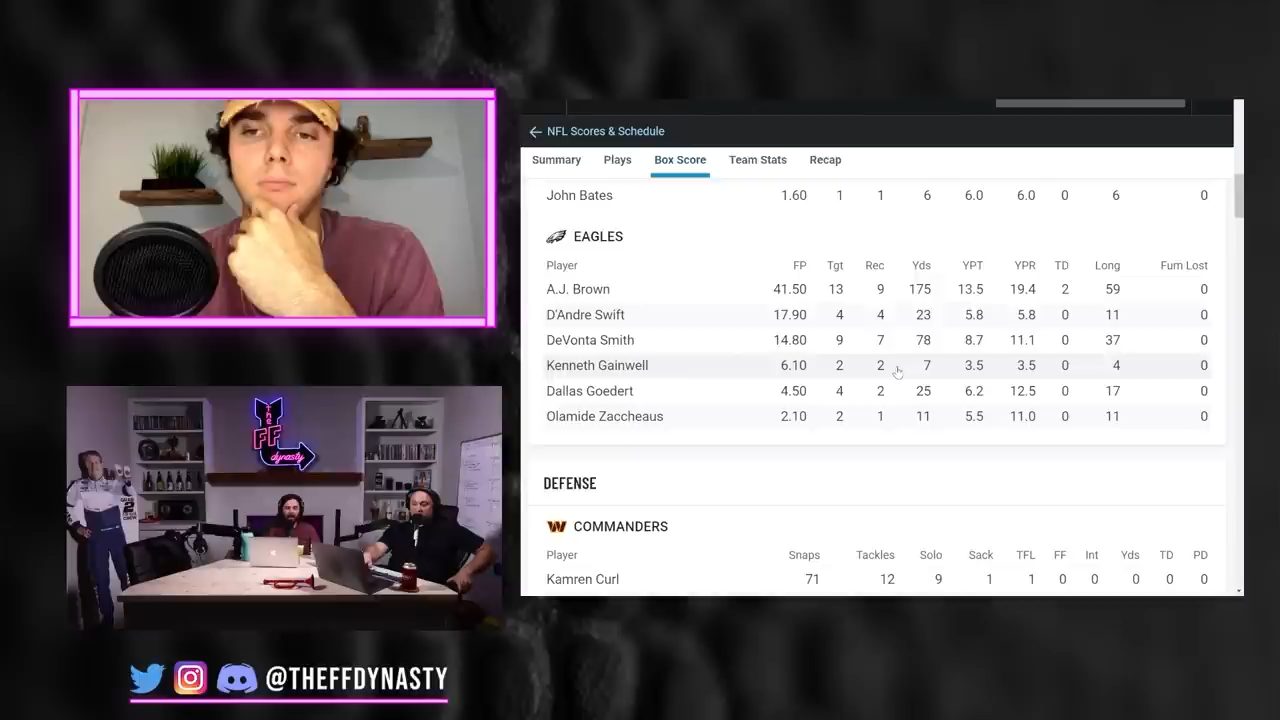 NFL Scores & Schedule
Summary Plays Box Score Team Stats Recap
John Bates 1.60 1 1 6 6.0 6.0 0 6 0
EAGLES
Player FP Tgt Rec Yds YPT YPR TD Long Fum Lost
A.J. Brown 41.50 13 9 175 13.5 19.4 2 59 0
D'Andre Swift 17.90 4 4 23 5.8 5.8 0 11 0
DeVonta Smith 14.80 9 7 78 8.7 11.1 0 37 0
Kenneth Gainwell 6.10 2 2 7 3.5 3.5 0 4 0
Dallas Goedert 4.50 4 2 25 6.2 12.5 0 17 0
Olamide Zaccheaus 2.10 2 1 11 5.5 11.0 0 11 0
DEFENSE
COMMANDERS
Player Snaps Tackles Solo Sack TFL FF Int Yds TD PD
Kamren Curl 71 12 9 1 1 0 0 0 0 0
The
FF
dynasty
@THEFFDYNASTY